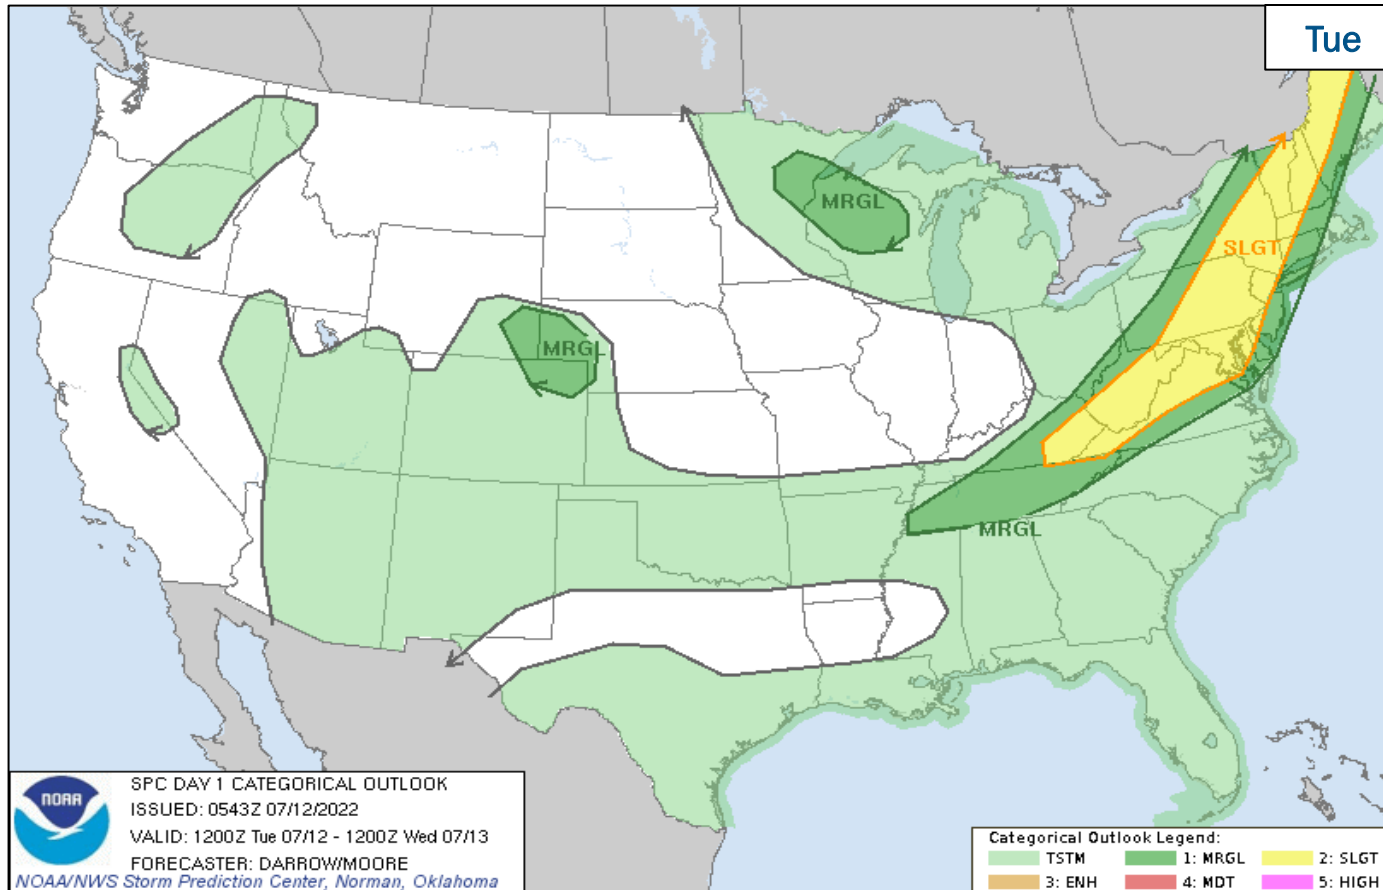 Tue
MRGL
SLGT
MRGL
MRGL
NOAA
SPC DAY 1 CATEGORICAL OUTLOOK
ISSUED: 0543Z 07/12/2022
VALID: 1200Z Tue 07/12 - 1200Z Wed 07/13
FORECASTER: DARROW/MOORE
NOAA/NWS Storm Prediction Center, Norman, Oklahoma
Categorical Outlook Legend:
TSTM 1: MRGL 2: SLGT
3: ENH 4: MDT 5: HIGH